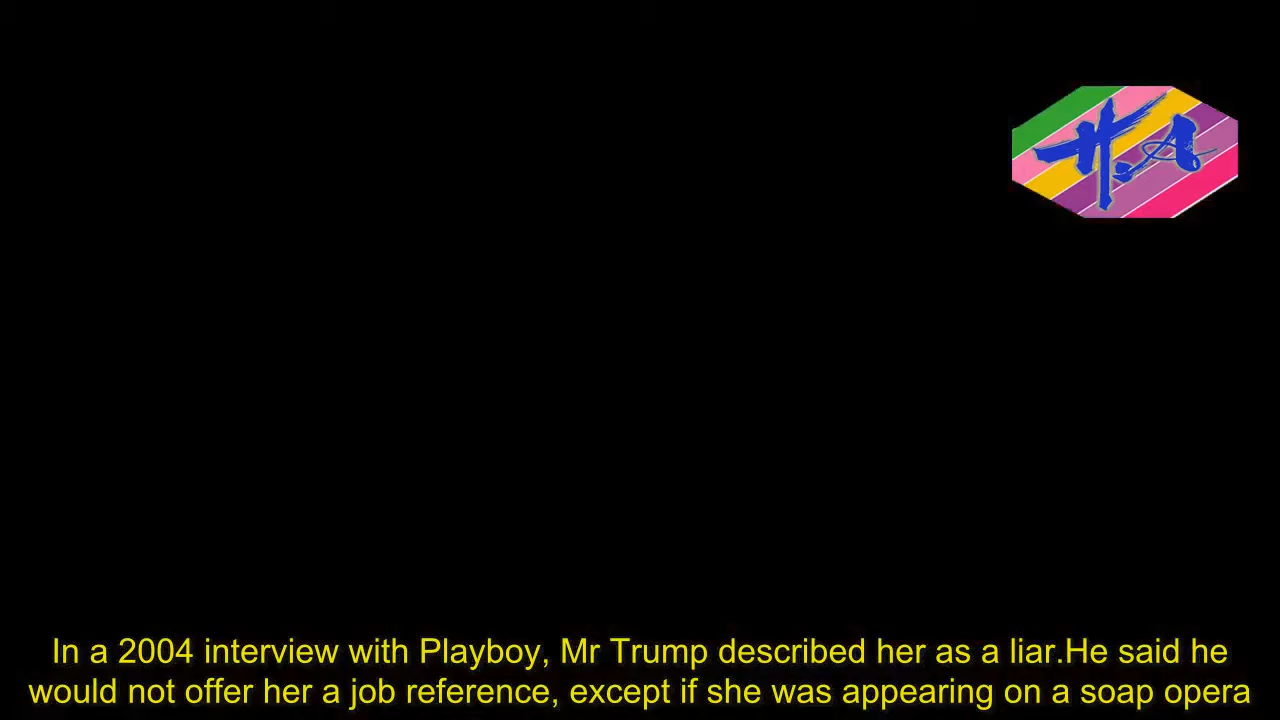 H.A
In a 2004 interview with Playboy, Mr Trump described her as a liar.He said he
would not offer her a job reference, except if she was appearing on a soap opera